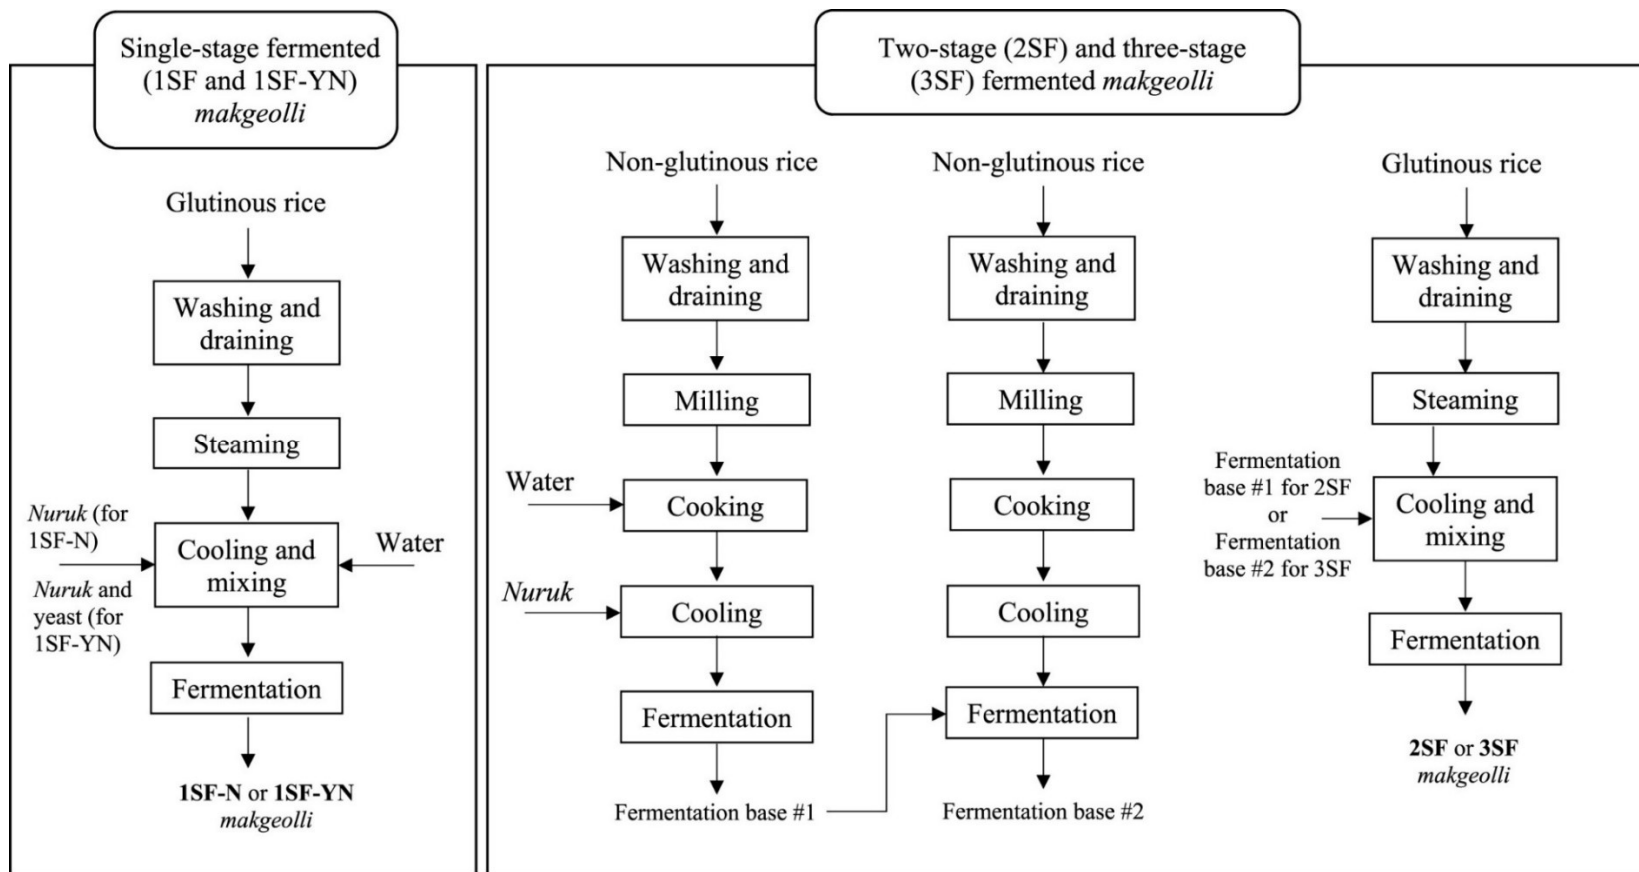 Single-stage fermented
(1SF and 1SF-YN)
makgeolli
Glutinous rice
Washing and
draining
Steaming
Nuruk (for
1SF-N)
Nuruk and
yeast (for
1SF-YN)
Cooling and
mixing
Water
Fermentation
1SF-N or 1SF-YN
makgeolli
Two-stage (2SF) and three-stage
(3SF) fermented makgeolli
Non-glutinous rice
Washing and
draining
Milling
Water
Cooking
Nuruk
Cooling
Fermentation
Fermentation base #1
Non-glutinous rice
Washing and
draining
Milling
Cooking
Cooling
Fermentation
Fermentation base #2
Glutinous rice
Washing and
draining
Steaming
Fermentation
base #1 for 2SF
or
Fermentation
base #2 for 3SF
Cooling and
mixing
Fermentation
2SF or 3SF
makgeolli